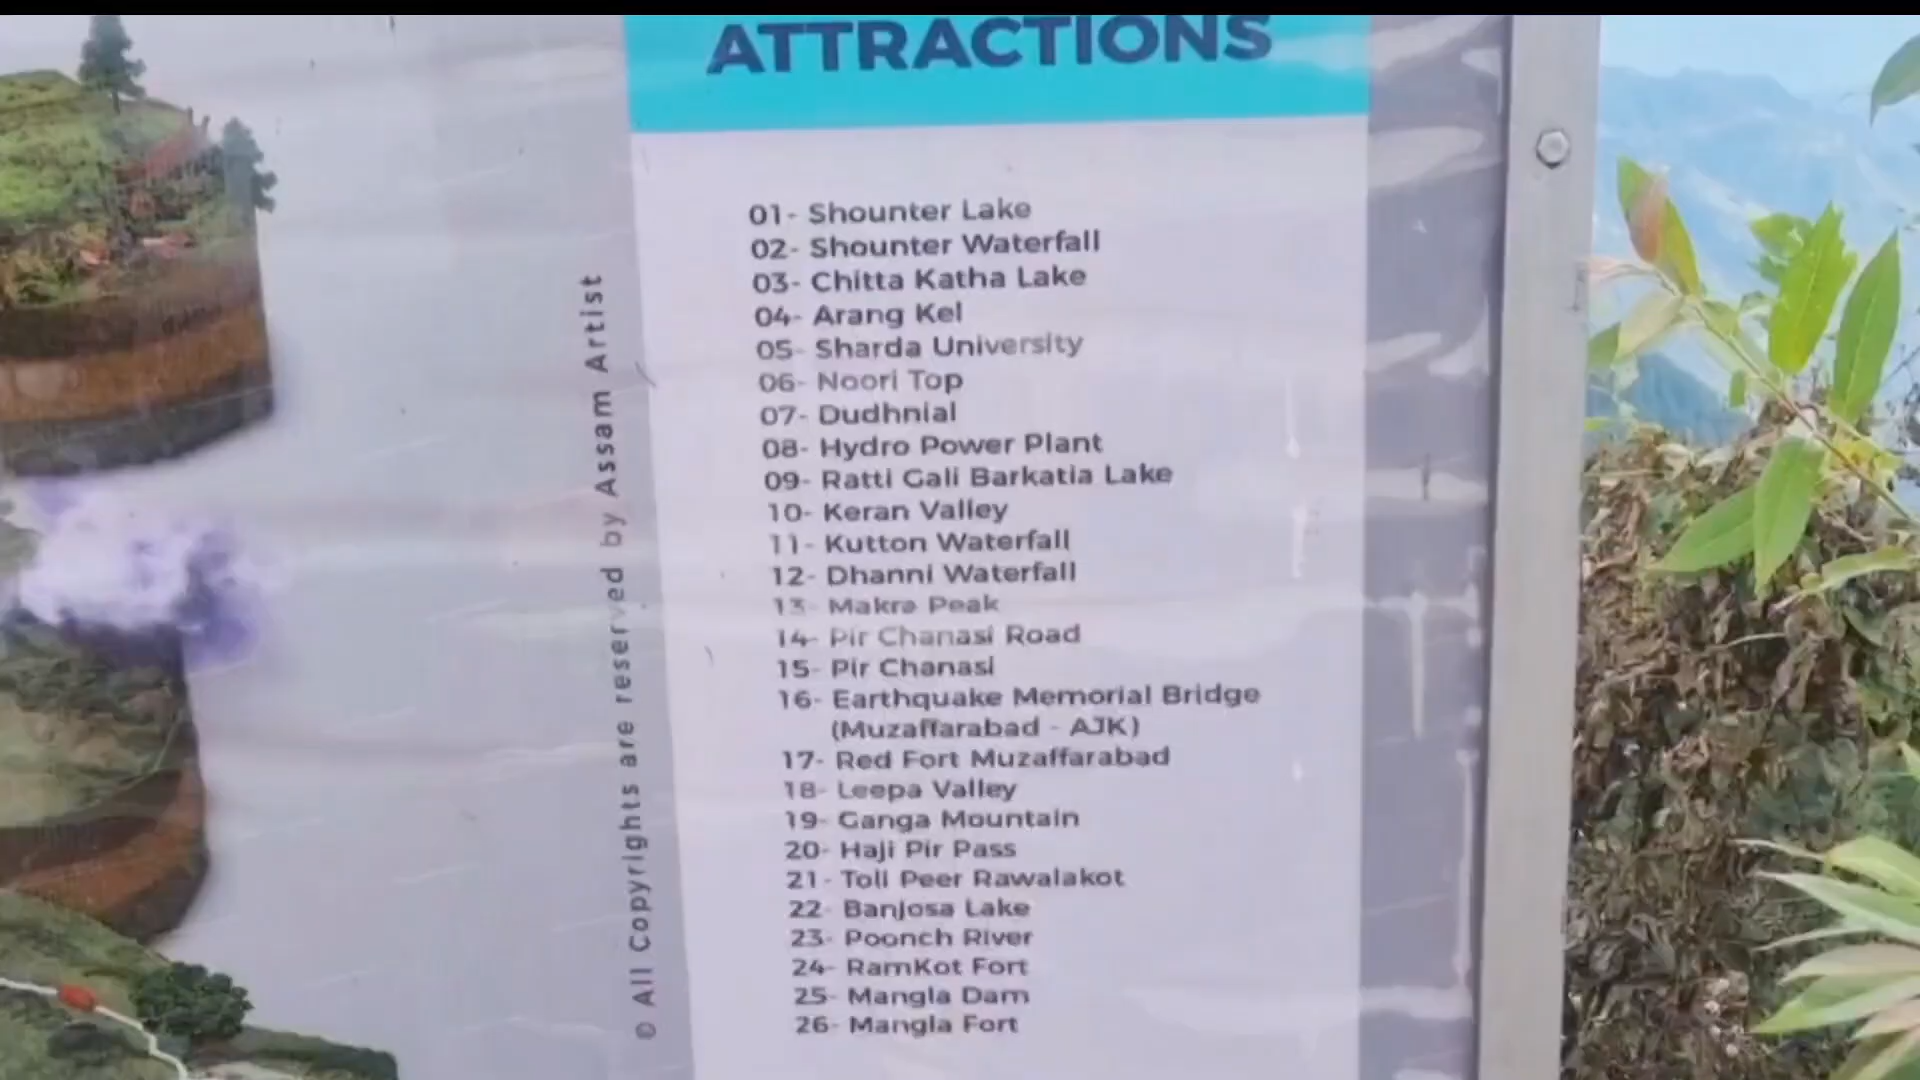 ATTRACTIONS
01- Shounter Lake
02- Shounter Waterfall
03- Chitta Katha Lake
04- Arang Kel
05- Sharda University
06- Noori Top
07- Dudhnial
08- Hydro Power Plant
09- Ratti Gali Barkatia Lake
10- Keran Valley
11- Kutton Waterfall
12- Dhanni Waterfall
13- Makra Peak
14- Pir Chanasi Road
15- Pir Chanasi
16- Earthquake Memorial Bridge
(Muzaffarabad - AJK)
17- Red Fort Muzaffarabad
18- Leepa Valley
19- Ganga Mountain
20- Haji Pir Pass
21- Toli Peer Rawalakot
22- Banjosa Lake
23- Poonch River
24- RamKot Fort
25- Mangla Dam
26- Mangla Fort
© All Copyrights are reserved by Assam Artist